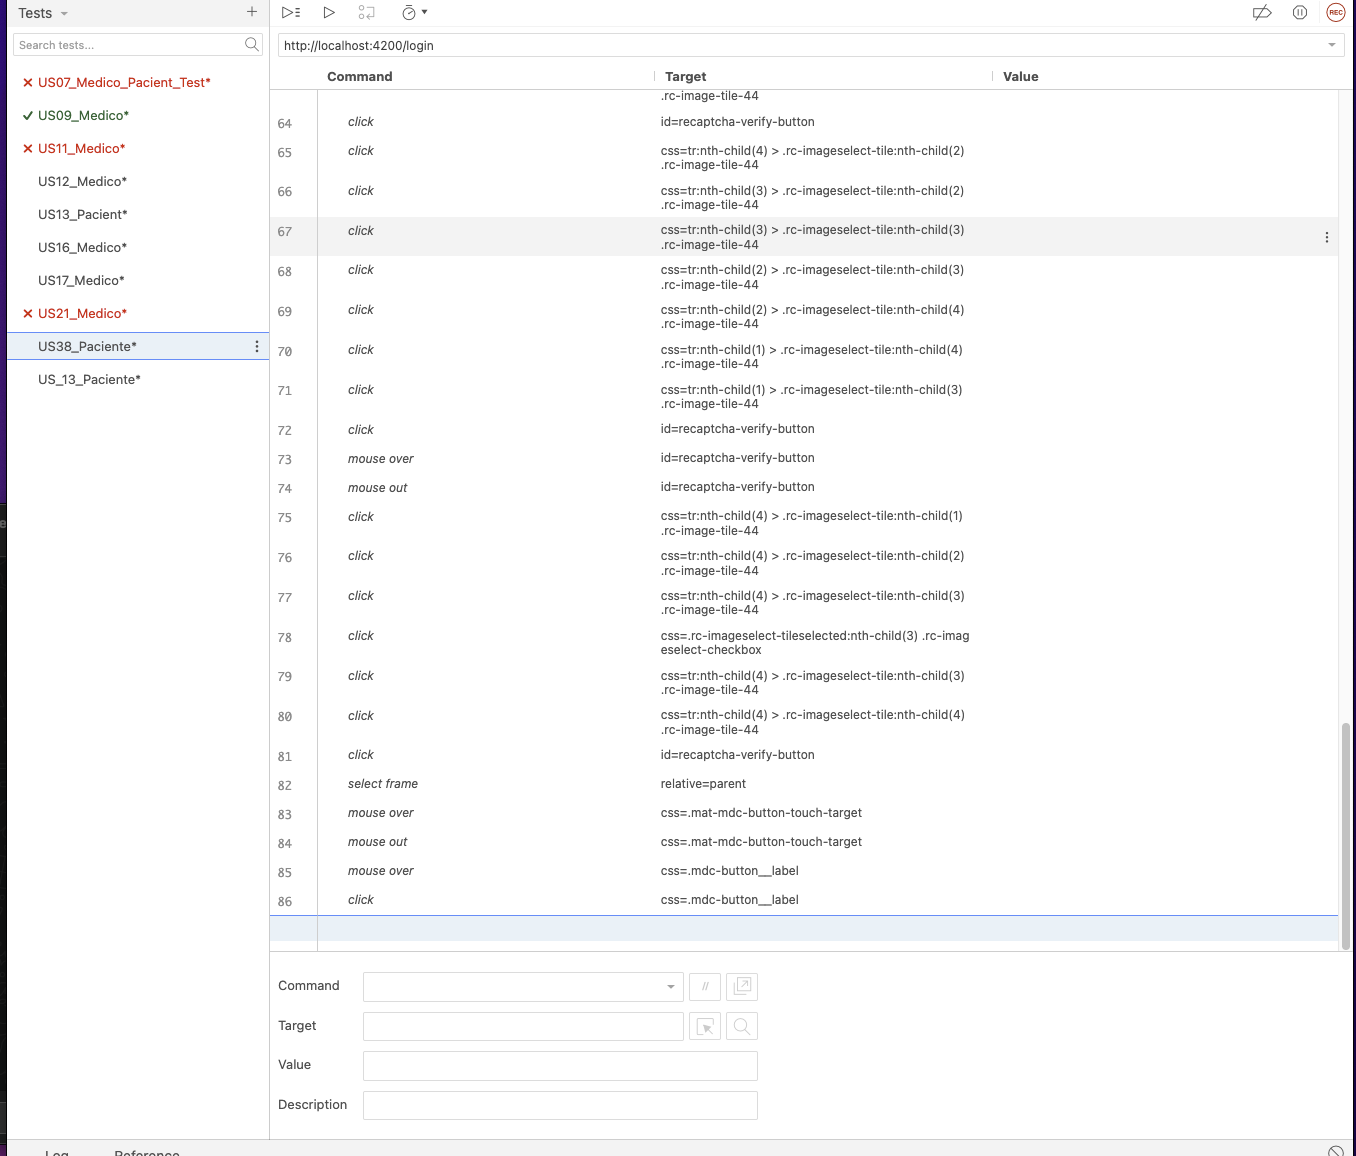 Tests
Search tests...
US07_Medico_Pacient_Test*
US09_Medico*
US11_Medico*
US12_Medico*
US13_Pacient*
US16_Medico*
US17_Medico*
US21_Medico*
US38_Paciente*
US_13_Paciente*
REC
http://localhost:4200/login
Command Target Value
.rc-image-tile-44
64 click id=recaptcha-verify-button
65 click css=tr:nth-child(4) > .rc-imageselect-tile:nth-child(2)
.rc-image-tile-44
66 click css=tr:nth-child(3) > .rc-imageselect-tile:nth-child(2)
.rc-image-tile-44
67 click css=tr:nth-child(3) > .rc-imageselect-tile:nth-child(3)
.rc-image-tile-44
68 click css=tr:nth-child(2) > .rc-imageselect-tile:nth-child(3)
.rc-image-tile-44
69 click css=tr:nth-child(2) > .rc-imageselect-tile:nth-child(4)
.rc-image-tile-44
70 click css=tr:nth-child(1) > .rc-imageselect-tile:nth-child(4)
.rc-image-tile-44
71 click css=tr:nth-child(1) > .rc-imageselect-tile:nth-child(3)
.rc-image-tile-44
72 click id=recaptcha-verify-button
73 mouse over id=recaptcha-verify-button
74 mouse out id=recaptcha-verify-button
75 click css=tr:nth-child(4) > .rc-imageselect-tile:nth-child(1)
.rc-image-tile-44
76 click css=tr:nth-child(4) > .rc-imageselect-tile:nth-child(2)
.rc-image-tile-44
77 click css=tr:nth-child(4) > .rc-imageselect-tile:nth-child(3)
.rc-image-tile-44
78 click css=.rc-imageselect-tileselected:nth-child(3) .rc-imag
eselect-checkbox
79 click css=tr:nth-child(4) > .rc-imageselect-tile:nth-child(3)
.rc-image-tile-44
80 click css=tr:nth-child(4) > .rc-imageselect-tile:nth-child(4)
.rc-image-tile-44
81 click id=recaptcha-verify-button
82 select frame relative=parent
83 mouse over css=.mat-mdc-button-touch-target
84 mouse out css=.mat-mdc-button-touch-target
85 mouse over css=.mdc-button__label
86 click css=.mdc-button__label
Command //
Target
Value
Description
Log Reference